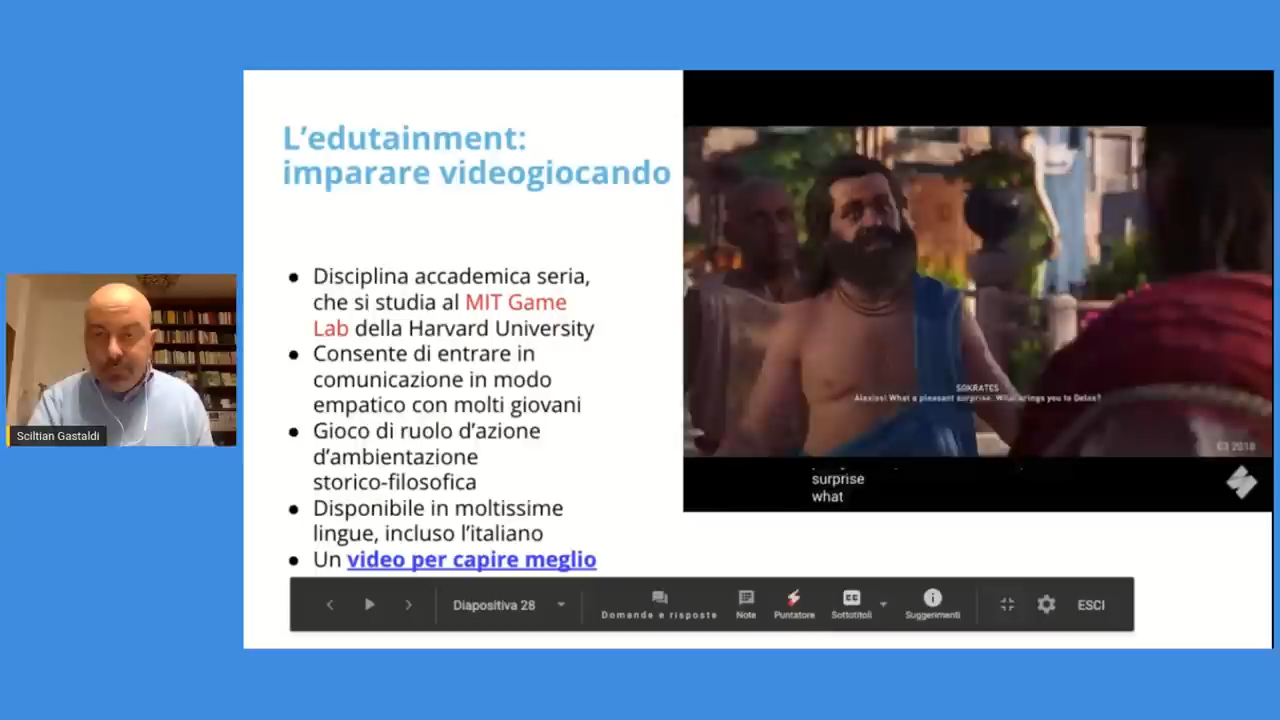 L'edutainment:
imparare videogiocando
● Disciplina accademica seria,
che si studia al MIT Game
Lab della Harvard University
● Consente di entrare in
comunicazione in modo
empatico con molti giovani
● Gioco di ruolo d'azione
d'ambientazione
storico-filosofica
● Disponibile in moltissime
lingue, incluso l'italiano
● Un video per capire meglio
SOKRATES
Alexios! What a pleasant surprise. What brings you to Delos?
E3 2018
surprise
what
Sciltian Gastaldi
Diapositiva 28
Domande e risposte
Note
Puntatore
CC
Sottotitoli
Suggerimenti
ESCI